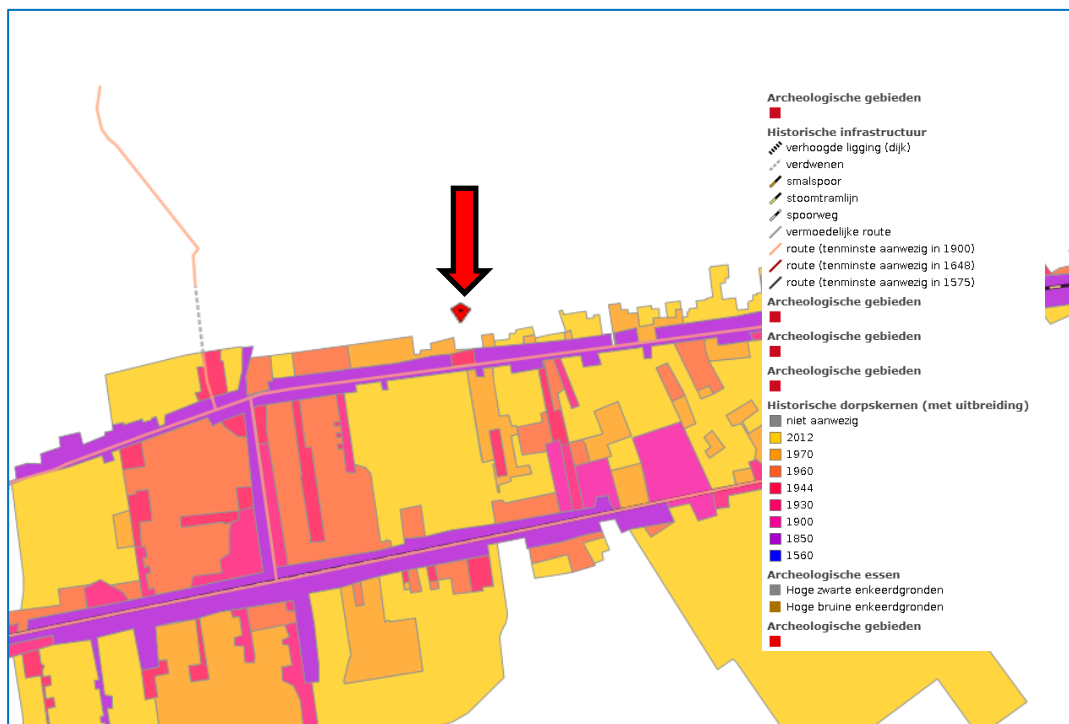 Archeologische gebieden
Historische infrastructuur
verhoogde ligging (dijk)
verdwenen
smalspoor
stoomtramlijn
spoorweg
vermoedelijke route
route (tenminste aanwezig in 1900)
route (tenminste aanwezig in 1648)
route (tenminste aanwezig in 1575)
Archeologische gebieden
Archeologische gebieden
Archeologische gebieden
Historische dorpskernen (met uitbreiding)
niet aanwezig
2012
1970
1960
1944
1930
1900
1850
1560
Archeologische essen
Hoge zwarte enkeerdgronden
Hoge bruine enkeerdgronden
Archeologische gebieden